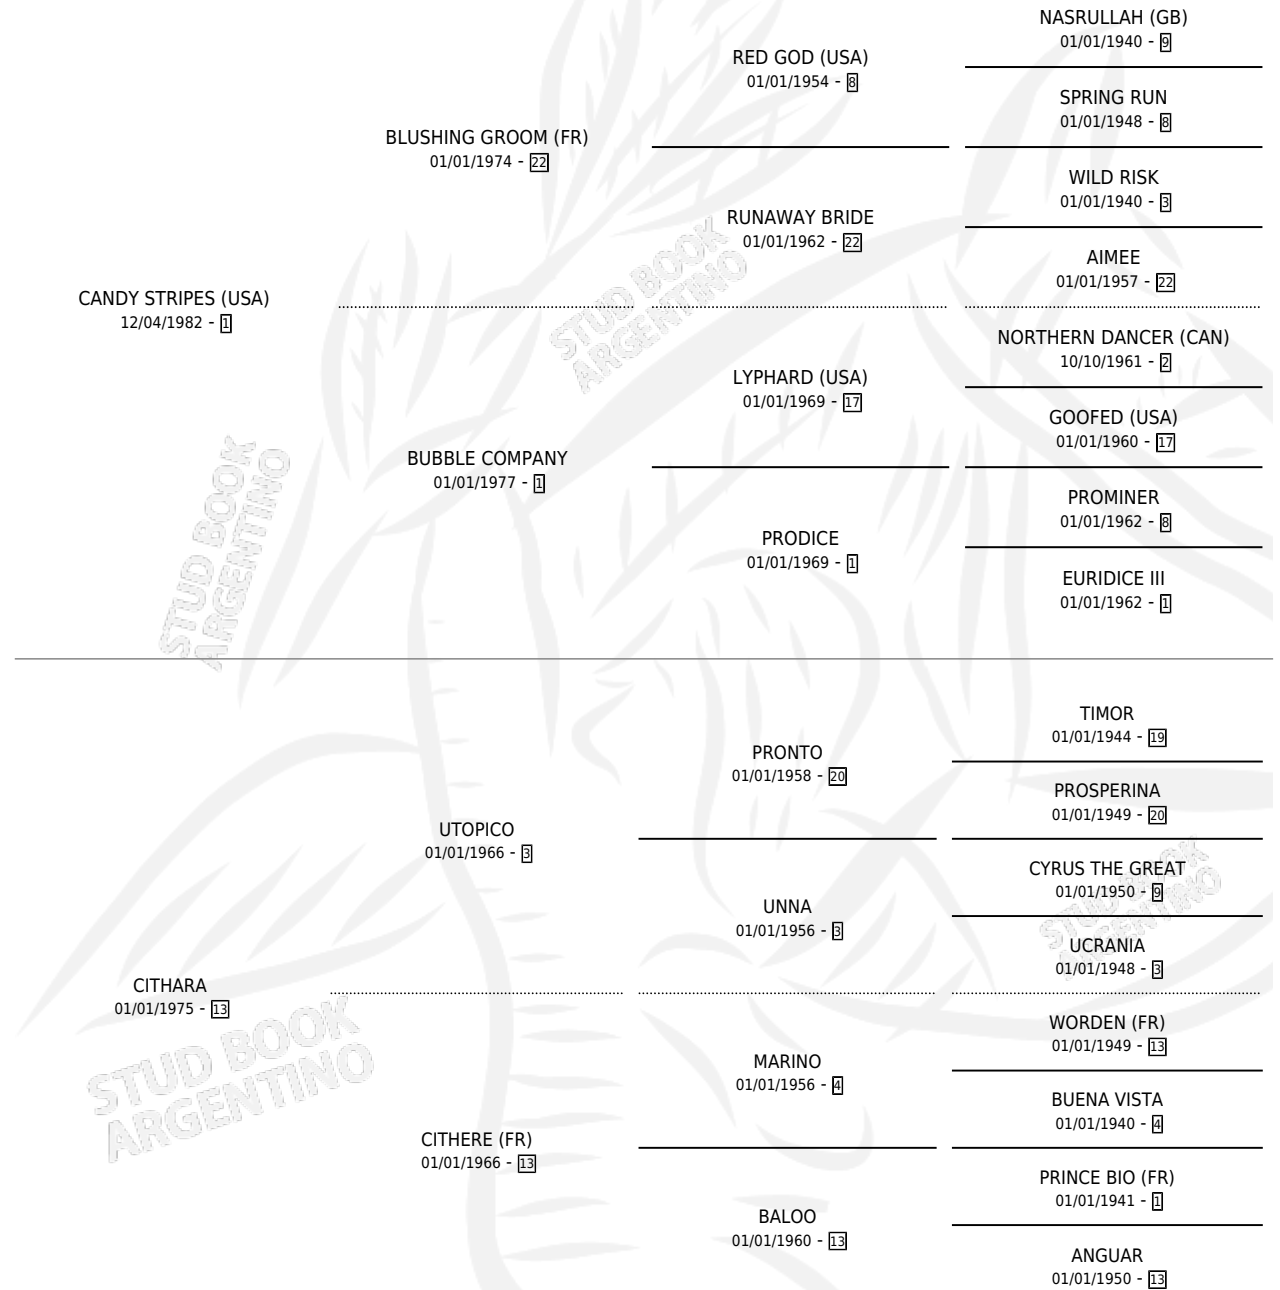 NASRULLAH (GB)
01/01/1940 - 9
RED GOD (USA)
01/01/1954 - 8
SPRING RUN
01/01/1948 - 8
BLUSHING GROOM (FR)
01/01/1974 - 22
WILD RISK
01/01/1940 - 3
RUNAWAY BRIDE
01/01/1962 - 22
AIMEE
01/01/1957 - 22
CANDY STRIPES (USA)
12/04/1982 - 1
NORTHERN DANCER (CAN)
10/10/1961 - 2
LYPHARD (USA)
01/01/1969 - 17
GOOFED (USA)
01/01/1960 - 17
BUBBLE COMPANY
01/01/1977 - 1
PROMINER
01/01/1962 - 8
PRODICE
01/01/1969 - 1
EURIDICE III
01/01/1962 - 1
STUD BOOK
ARGENTINO
STUD BOOK
ARGENTINO
TIMOR
01/01/1944 - 19
PRONTO
01/01/1958 - 20
PROSPERINA
01/01/1949 - 20
UTOPICO
01/01/1966 - 3
CYRUS THE GREAT
01/01/1950 - 9
UNNA
01/01/1956 - 3
UCRANIA
01/01/1948 - 3
CITHARA
01/01/1975 - 13
WORDEN (FR)
01/01/1949 - 13
MARINO
01/01/1956 - 4
BUENA VISTA
01/01/1940 - 4
CITHERE (FR)
01/01/1966 - 13
PRINCE BIO (FR)
01/01/1941 - 1
BALOO
01/01/1960 - 13
ANGUAR
01/01/1950 - 13
STUD BOOK
ARGENTINO
STUD BOOK
ARGENTINO